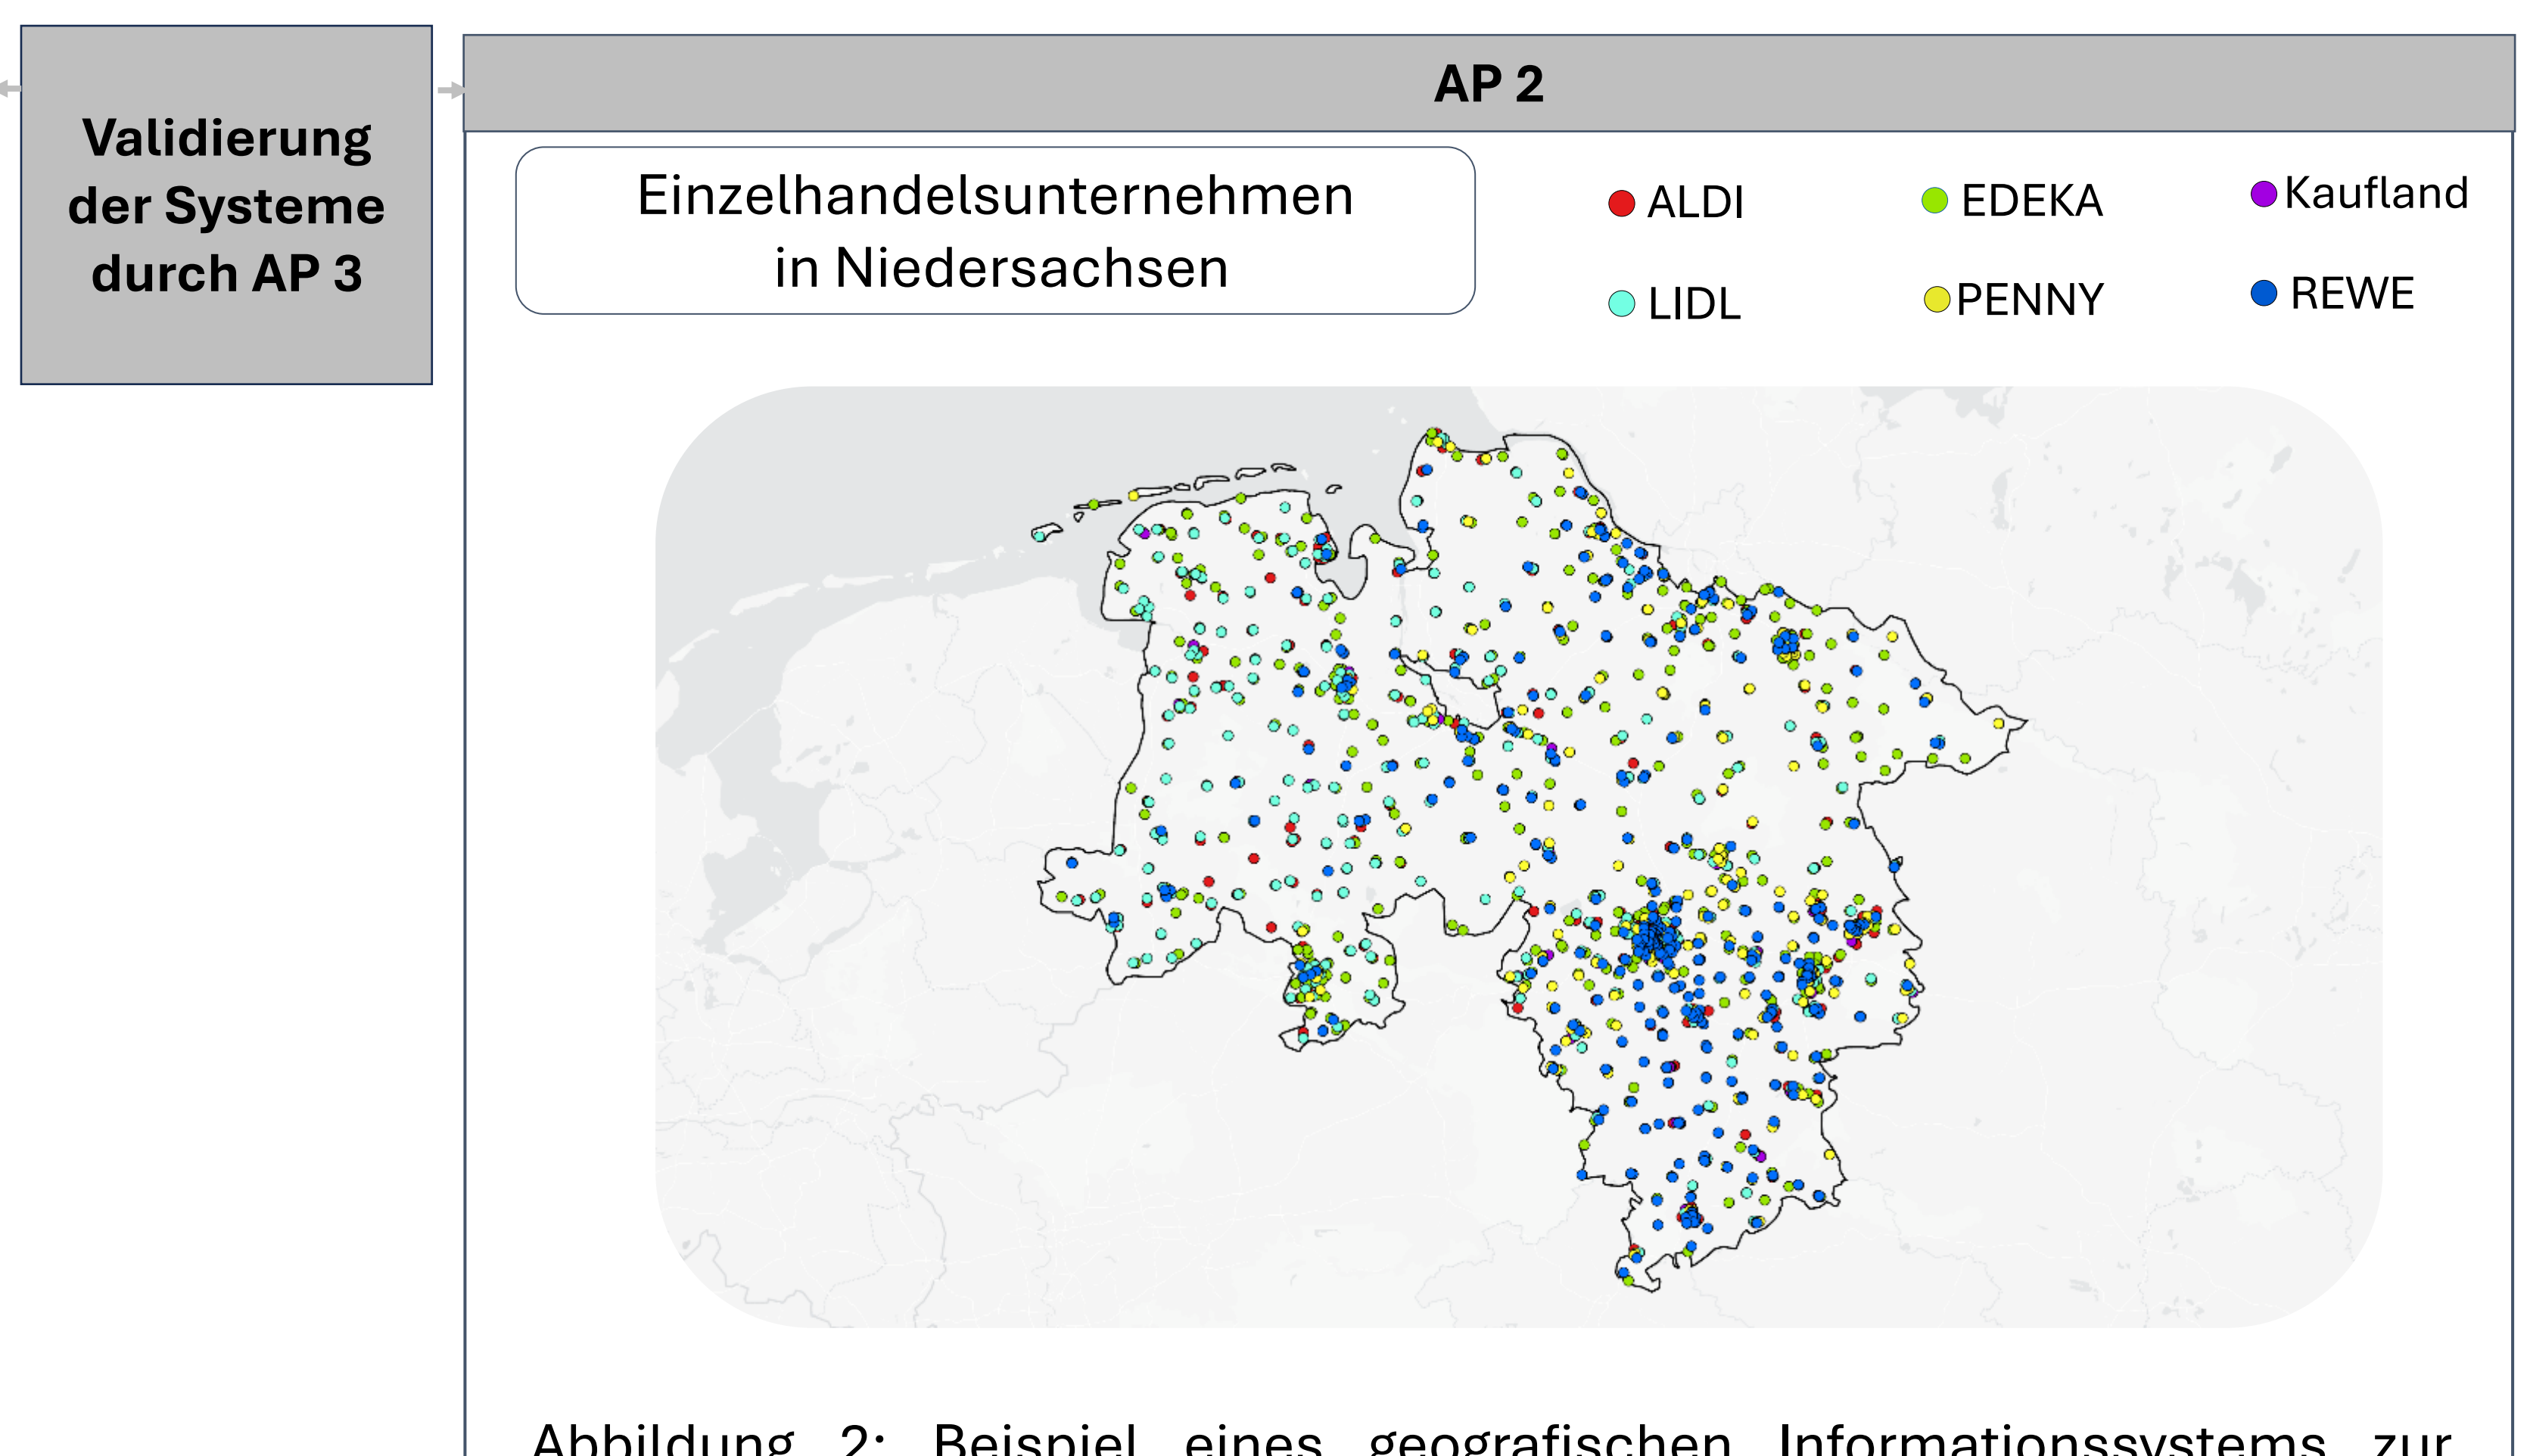 Validierung
der Systeme
durch AP 3
AP 2
Einzelhandelsunternehmen
in Niedersachsen
ALDI
EDEKA
Kaufland
LIDL
PENNY
REWE
Abbildung 2: Beispiel eines geografischen Informationssystems zur